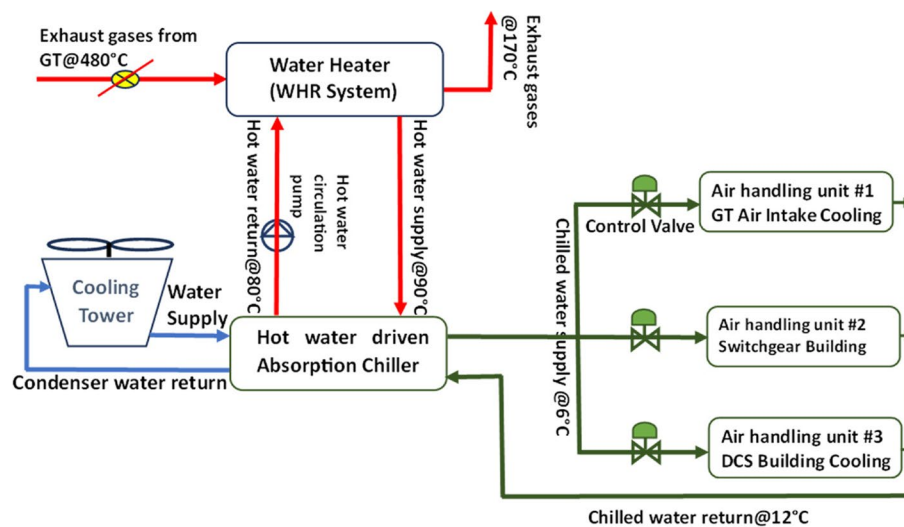 Exhaust gases from
GT@480°C
Water Heater
(WHR System)
Exhaust gases
@170°C
Hot water return@80°C
Hot water
circulation
pump
Hot water supply@90°C
Cooling
Tower
Water
Supply
Condenser water return
Hot water driven
Absorption Chiller
Chilled water supply @6°C
Control Valve
Air handling unit #1
GT Air Intake Cooling
Air handling unit #2
Switchgear Building
Air handling unit #3
DCS Building Cooling
Chilled water return@12°C